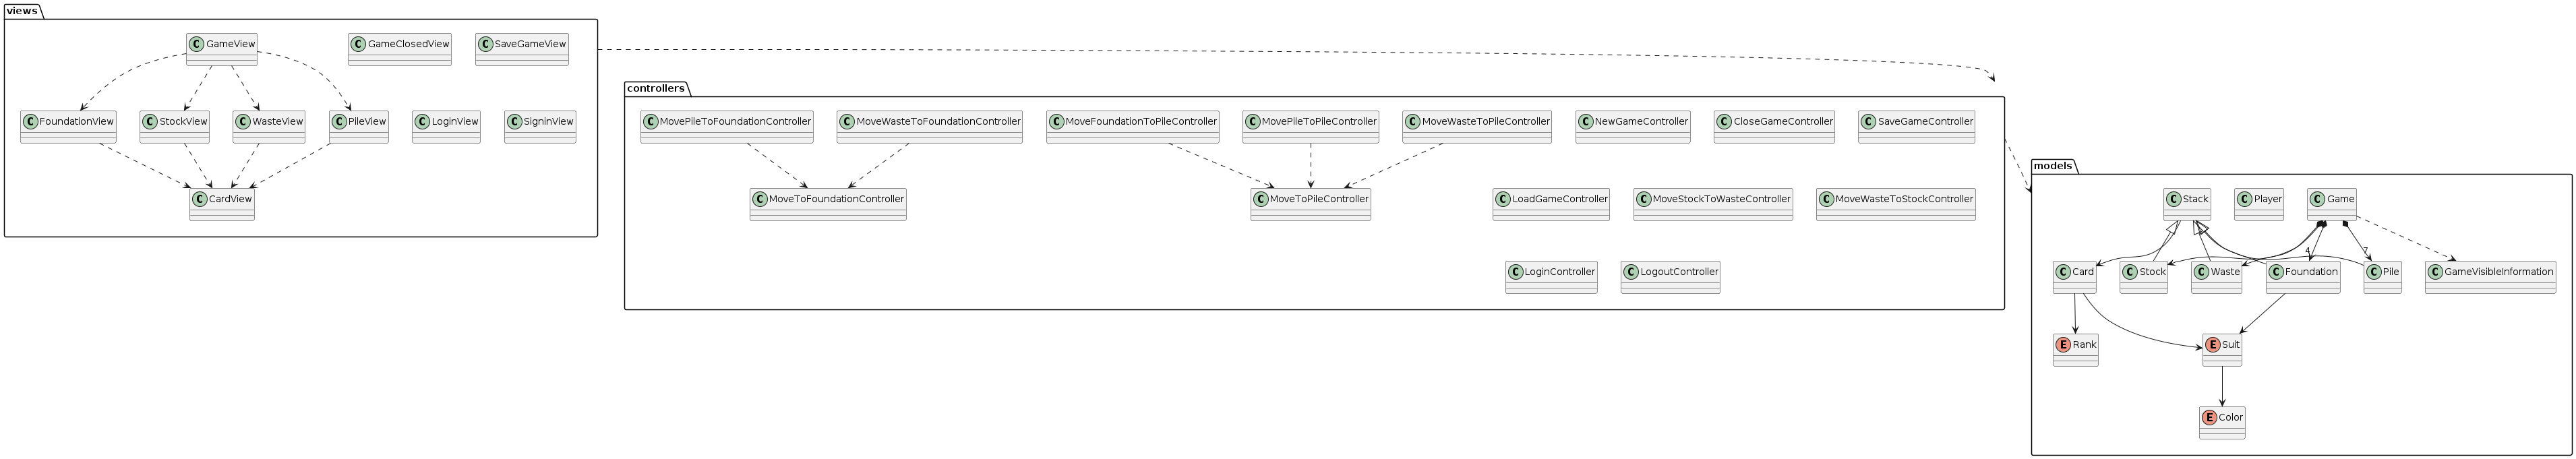 views
GameView
GameClosedView
SaveGameView
FoundationView
StockView
WasteView
PileView
LoginView
SigninView
CardView
controllers
MovePileToFoundationController
MoveWasteToFoundationController
MoveFoundationToPileController
MovePileToPileController
MoveWasteToPileController
NewGameController
CloseGameController
SaveGameController
MoveToFoundationController
MoveToPileController
LoadGameController
MoveStockToWasteController
MoveWasteToStockController
LoginController
LogoutController
models
Stack
Player
Game
4
7
Card
Stock
Waste
Foundation
Pile
GameVisibleInformation
Rank
Suit
Color